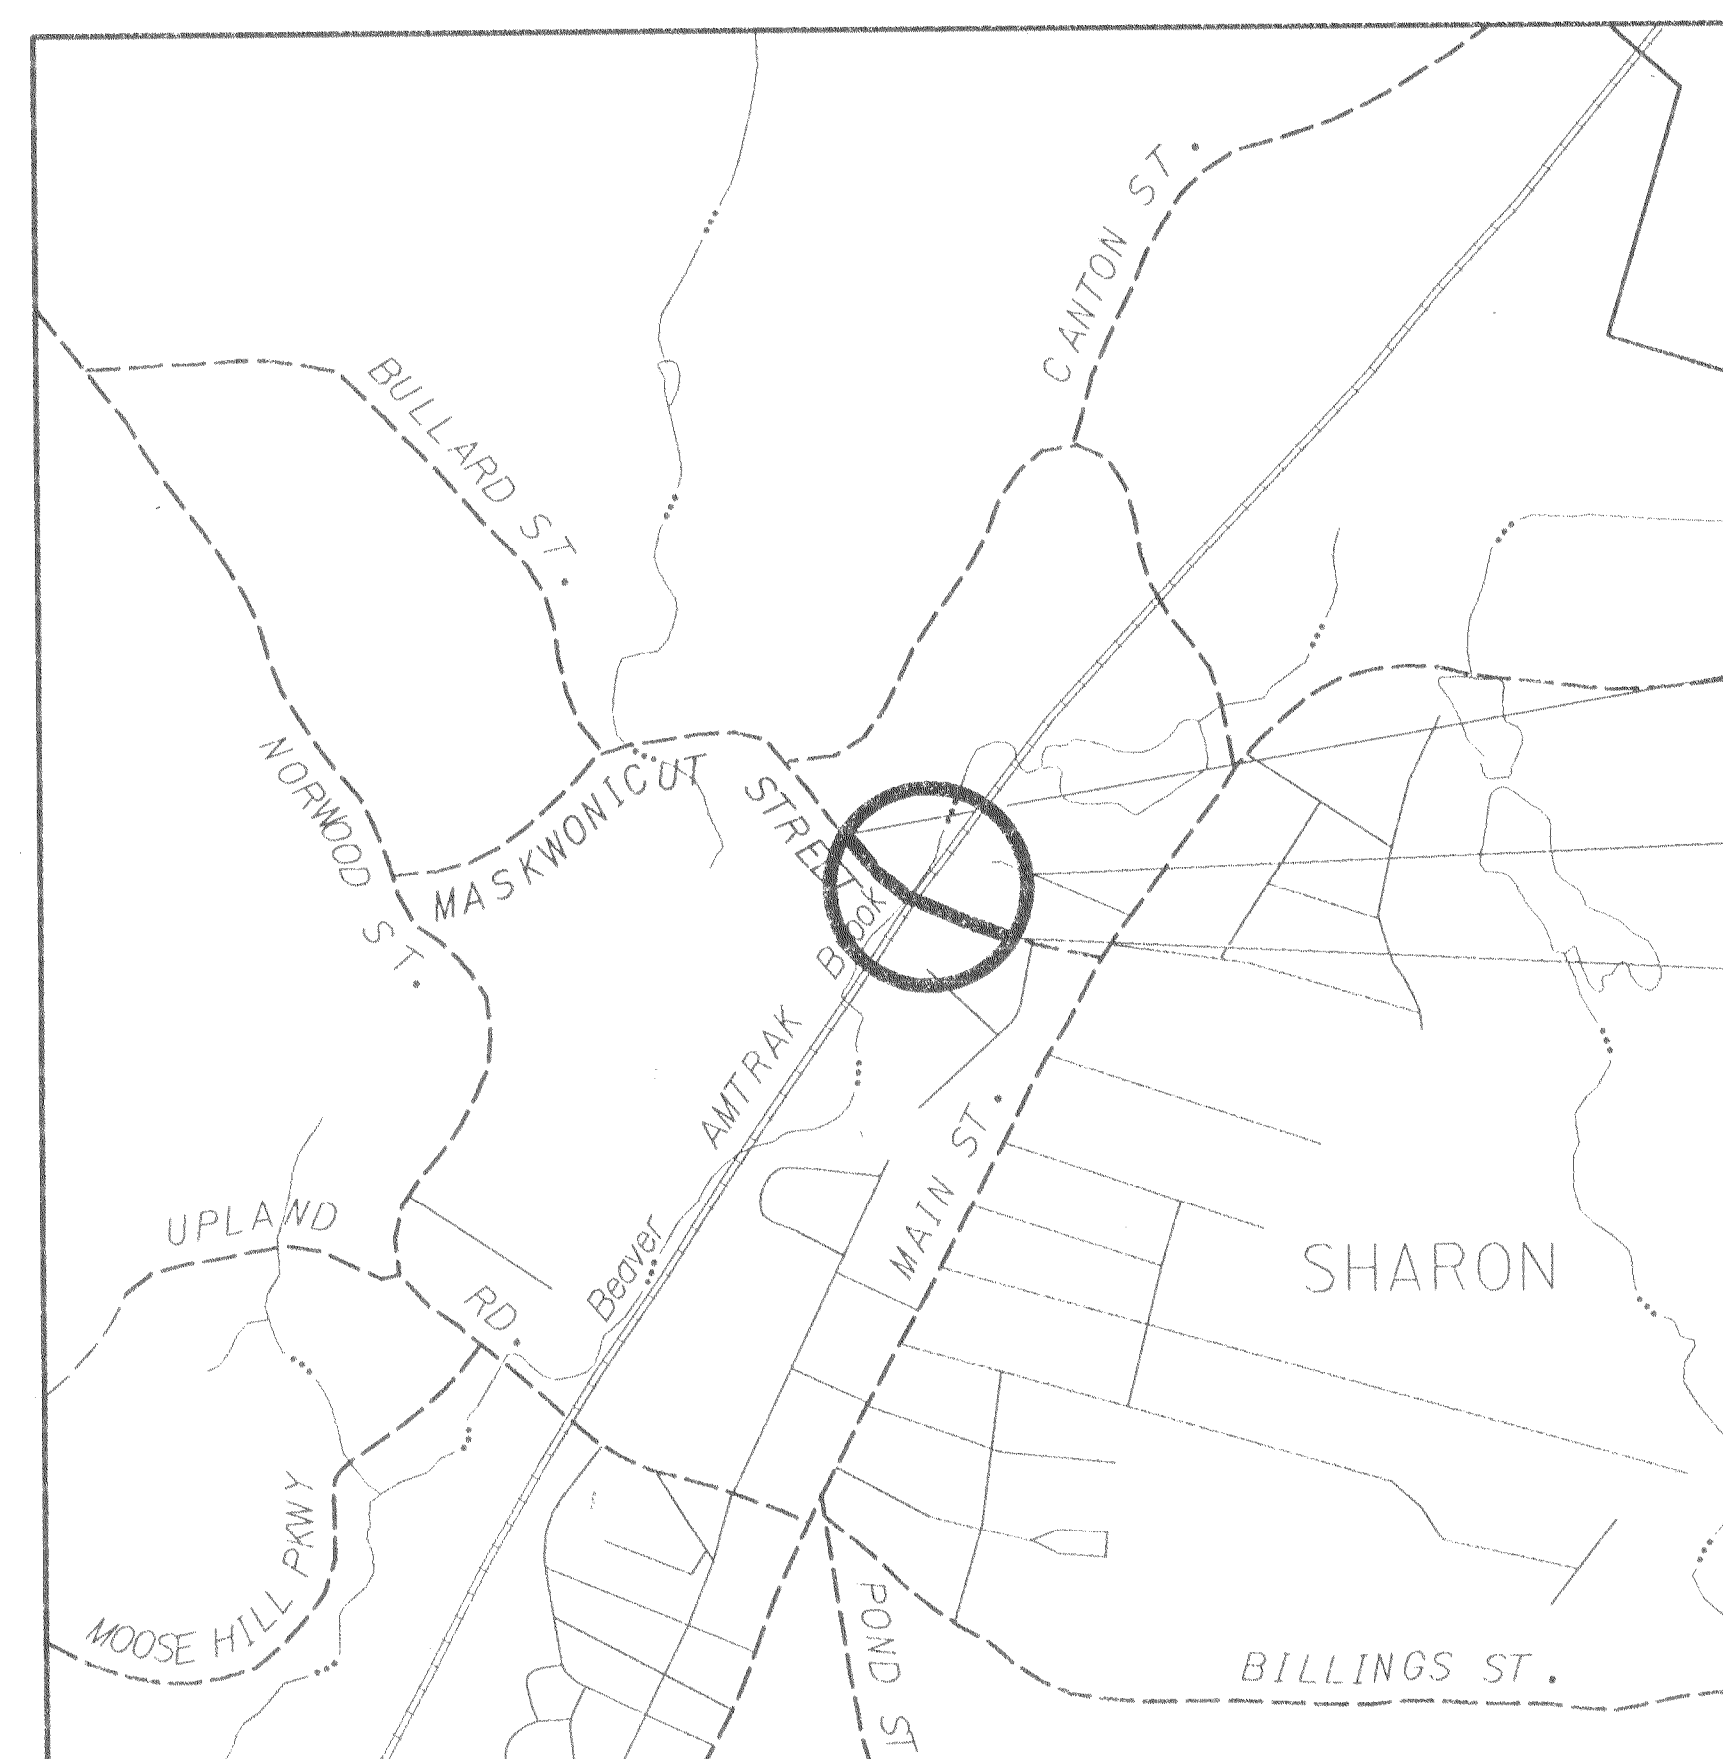 CANTON ST.
BULLARD ST.
NORWOOD ST.
MASKWONICUT STREET
Beaver Brook
AMTRAK
MAIN ST.
UPLAND RD.
SHARON
MOOSE HILL PKWY
POND ST
BILLINGS ST.